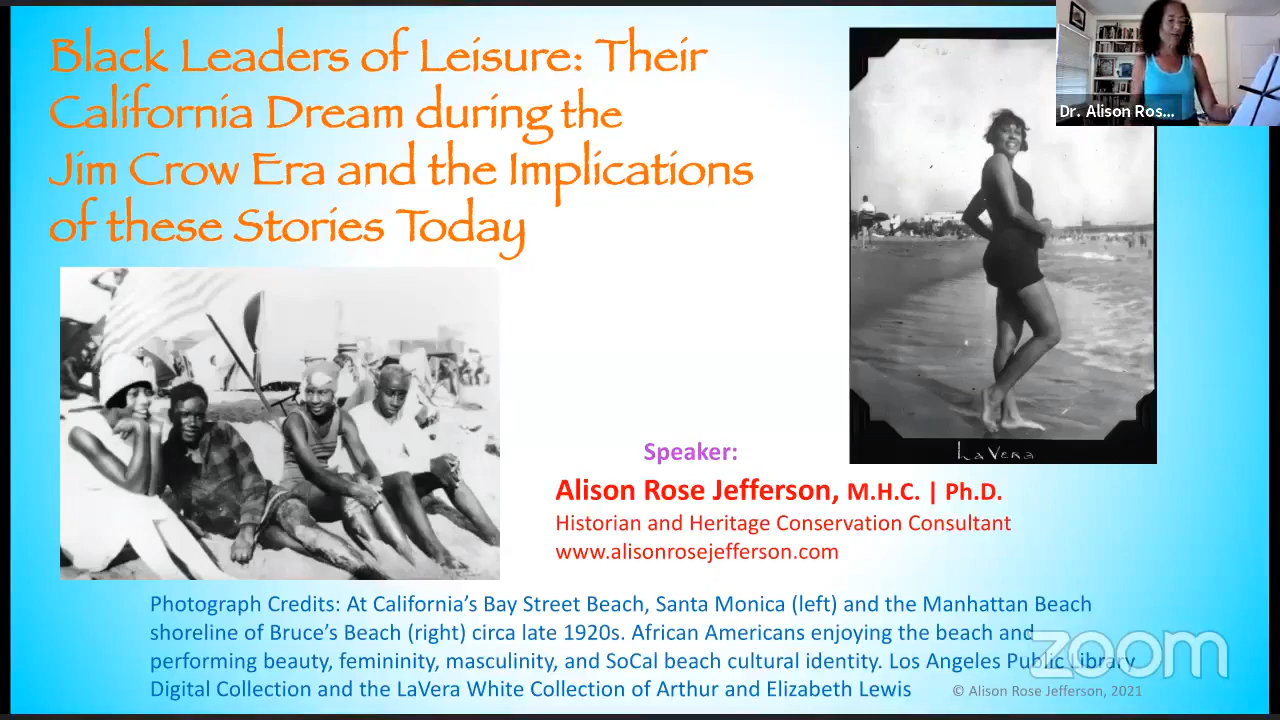 Black Leaders of Leisure: Their
California Dream during the
Jim Crow Era and the Implications
of these Stories Today
Dr. Alison Ros...
LaVera
Speaker:
Alison Rose Jefferson, M.H.C. | Ph.D.
Historian and Heritage Conservation Consultant
www.alisonrosejefferson.com
Photograph Credits: At California's Bay Street Beach, Santa Monica (left) and the Manhattan Beach
shoreline of Bruce's Beach (right) circa late 1920s. African Americans enjoying the beach and
performing beauty, femininity, masculinity, and SoCal beach cultural identity. Los Angeles Public Library
Digital Collection and the LaVera White Collection of Arthur and Elizabeth Lewis
© Alison Rose Jefferson, 2021
zoom